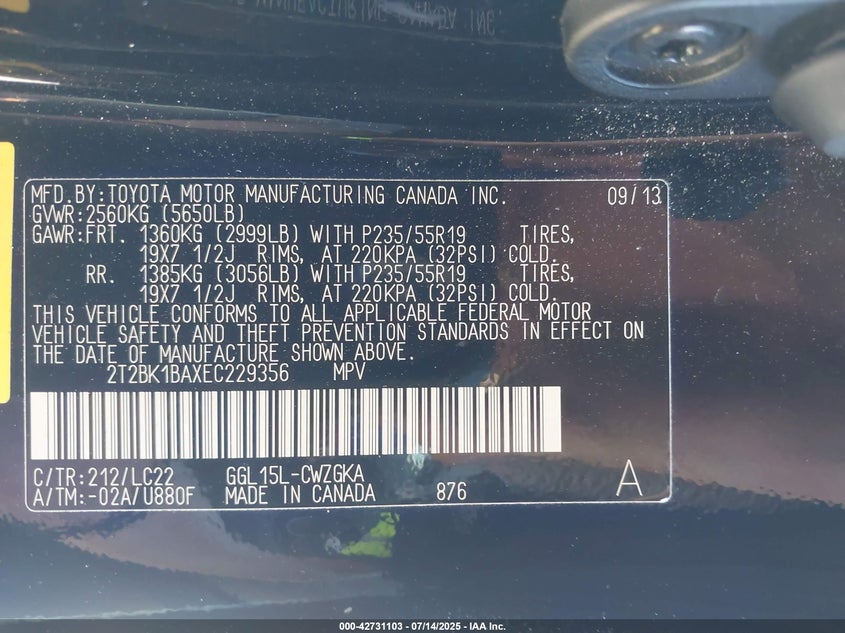 MFD.BY:TOYOTA MOTOR MANUFACTURING CANADA INC. 09/13
GVWR:2560KG (5650LB)
GAWR:FRT. 1360KG (2999LB) WITH P235/55R19 TIRES,
19X7 1/2J RIMS, AT 220KPA (32PSI) COLD.
RR. 1385KG (3056LB) WITH P235/55R19 TIRES,
19X7 1/2J RIMS, AT 220KPA (32PSI) COLD.
THIS VEHICLE CONFORMS TO ALL APPLICABLE FEDERAL MOTOR
VEHICLE SAFETY AND THEFT PREVENTION STANDARDS IN EFFECT ON
THE DATE OF MANUFACTURE SHOWN ABOVE.
2T2BK1BAXEC229356 MPV
C/TR:212/LC22 GGL15L-CWZGKA
A/TM:-02A/U880F MADE IN CANADA 876 A
000-42731103 - 07/14/2025 - IAA Inc.